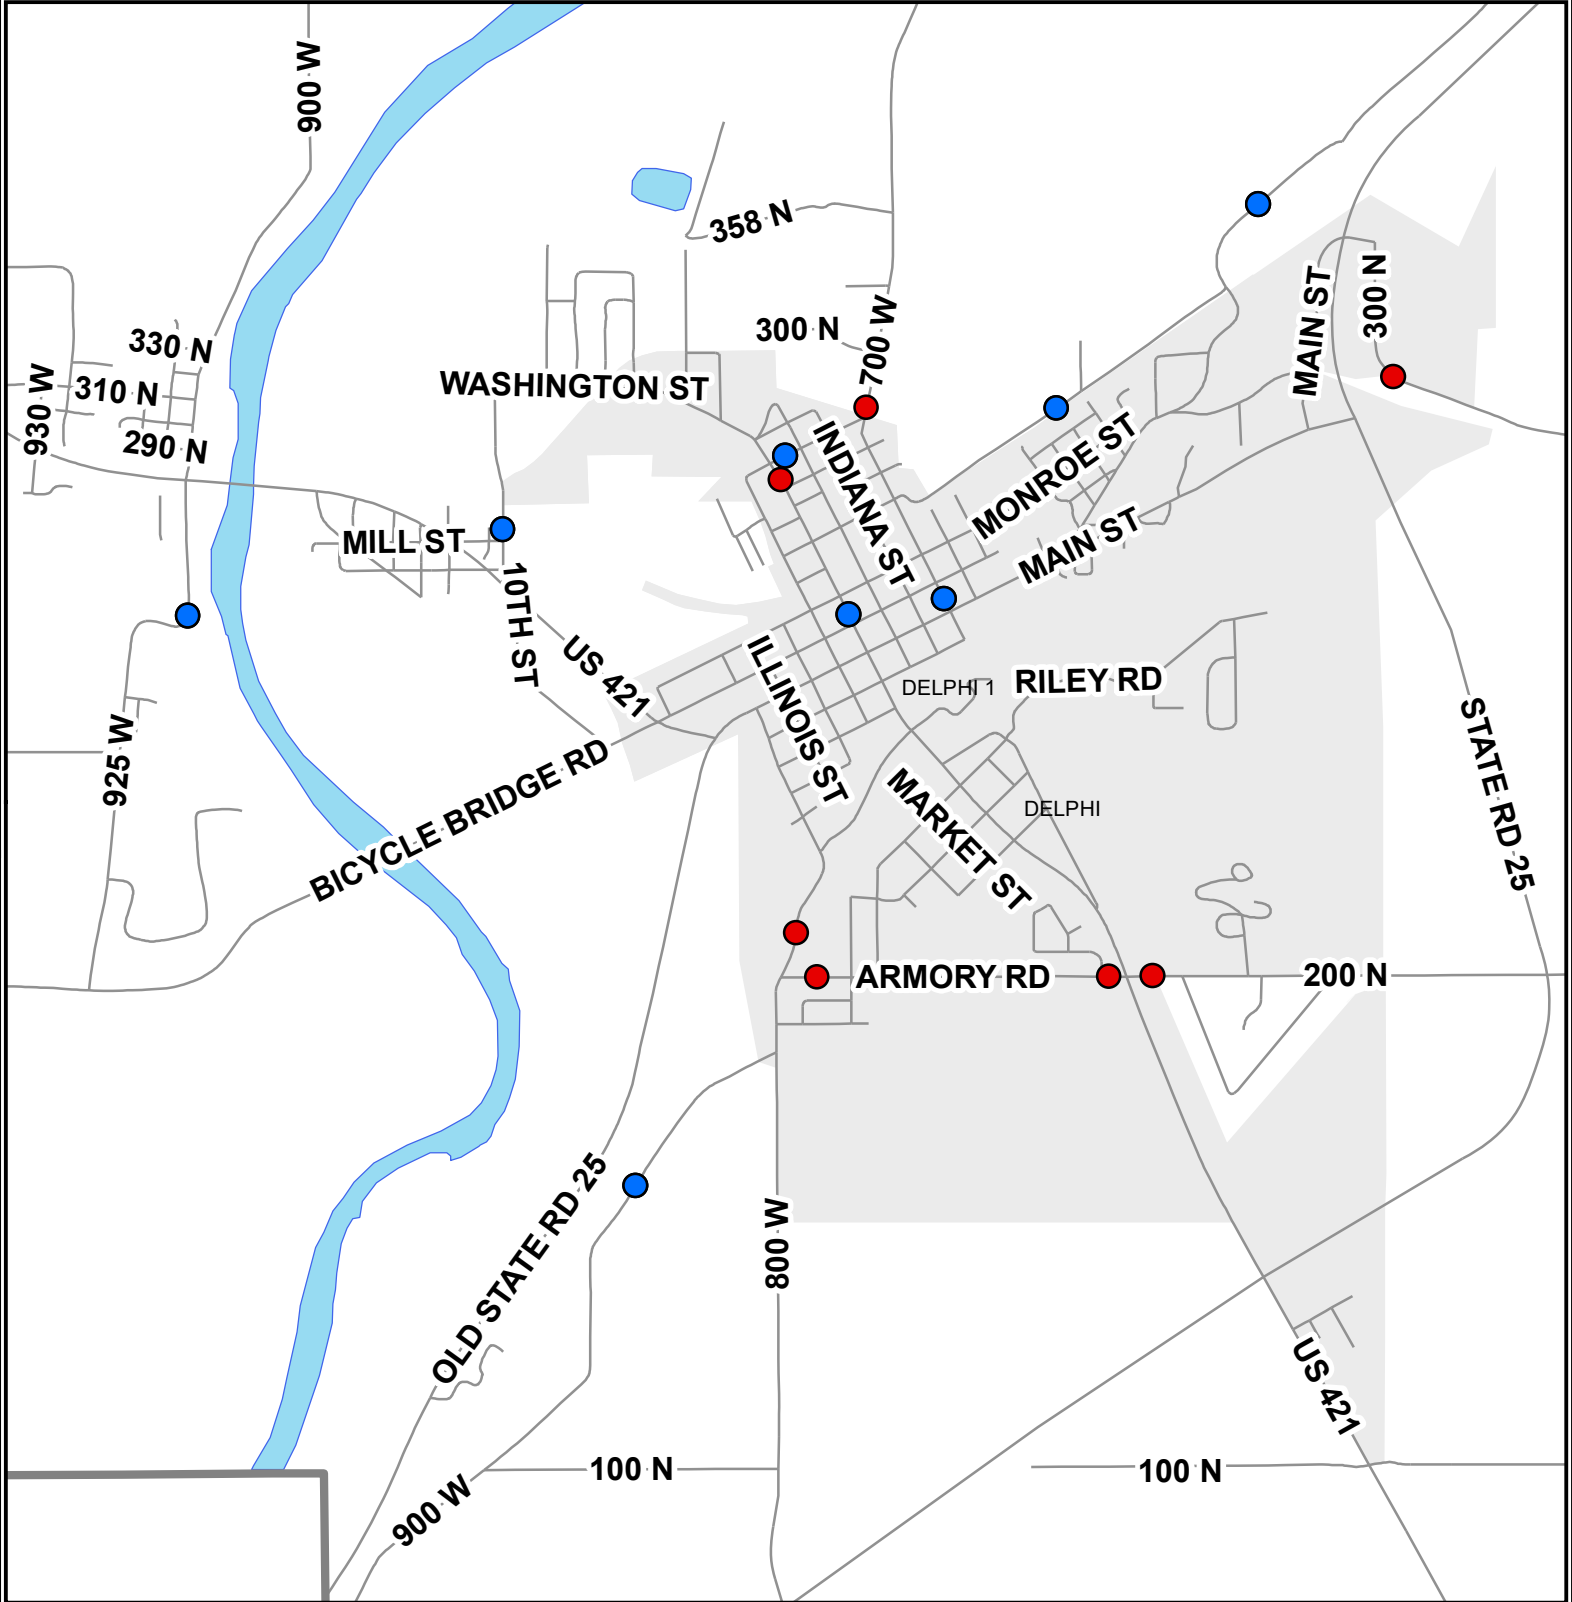 900 W
358 N
300 N
700 W
MAIN ST
300 N
330 N
310 N
930 W
290 N
WASHINGTON ST
INDIANA ST
MONROE ST
MAIN ST
MILL ST
10TH ST
US 421
ILLINOIS ST
DELPHI 1
RILEY RD
925 W
BICYCLE BRIDGE RD
MARKET ST
DELPHI
STATE RD 25
ARMORY RD
200 N
OLD STATE RD 25
800 W
US 421
100 N
100 N
900 W